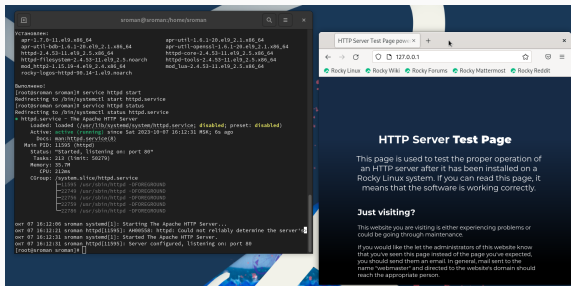 sroman@sroman:/home/sroman
Установлен:
apr-1.7.0-11.el9.x86_64 apr-util-1.6.1-20.el9_2.1.x86_64
apr-util-bdb-1.6.1-20.el9_2.1.x86_64 apr-util-openssl-1.6.1-20.el9_2.1.x86_64
httpd-2.4.53-11.el9_2.5.x86_64 httpd-core-2.4.53-11.el9_2.5.x86_64
httpd-filesystem-2.4.53-11.el9_2.5.noarch httpd-tools-2.4.53-11.el9_2.5.x86_64
mod_http2-1.15.19-4.el9_2.4.x86_64 mod_lua-2.4.53-11.el9_2.5.x86_64
rocky-logos-httpd-90.14-1.el9.noarch
Выполнено!
[root@sroman sroman]# service httpd start
Redirecting to /bin/systemctl start httpd.service
[root@sroman sroman]# service httpd status
Redirecting to /bin/systemctl status httpd.service
● httpd.service - The Apache HTTP Server
Loaded: loaded (/usr/lib/systemd/system/httpd.service; disabled; preset: disabled)
Active: active (running) since Sat 2023-10-07 16:12:31 MSK; 6s ago
Docs: man:httpd.service(8)
Main PID: 11595 (httpd)
Status: "Started, listening on: port 80"
Tasks: 213 (limit: 50279)
Memory: 35.7M
CPU: 212ms
CGroup: /system.slice/httpd.service
├─11595 /usr/sbin/httpd -DFOREGROUND
/usr/sbin/httpd -DFOREGROUND
/usr/sbin/httpd -DFOREGROUND
/usr/sbin/httpd -DFOREGROUND
/usr/sbin/httpd -DFOREGROUND
окт 07 16:12:06 sroman systemd[1]: Starting The Apache HTTP Server...
окт 07 16:12:21 sroman httpd[11595]: AH00558: httpd: Could not reliably determine the server's>
окт 07 16:12:31 sroman systemd[1]: Started The Apache HTTP Server.
окт 07 16:12:31 sroman httpd[11595]: Server configured, listening on: port 80
[root@sroman sroman]#
HTTP Server Test Page powe
127.0.0.1
Rocky Linux Rocky Wiki Rocky Forums Rocky Mattermost Rocky Reddit
HTTP Server Test Page
This page is used to test the proper operation of
an HTTP server after it has been installed on a
Rocky Linux system. If you can read this page, it
means that the software is working correctly.
Just visiting?
This website you are visiting is either experiencing problems or
could be going through maintenance.
If you would like the let the administrators of this website know
that you've seen this page instead of the page you've expected,
you should send them an email. In general, mail sent to the
name "webmaster" and directed to the website's domain should
reach the appropriate person.